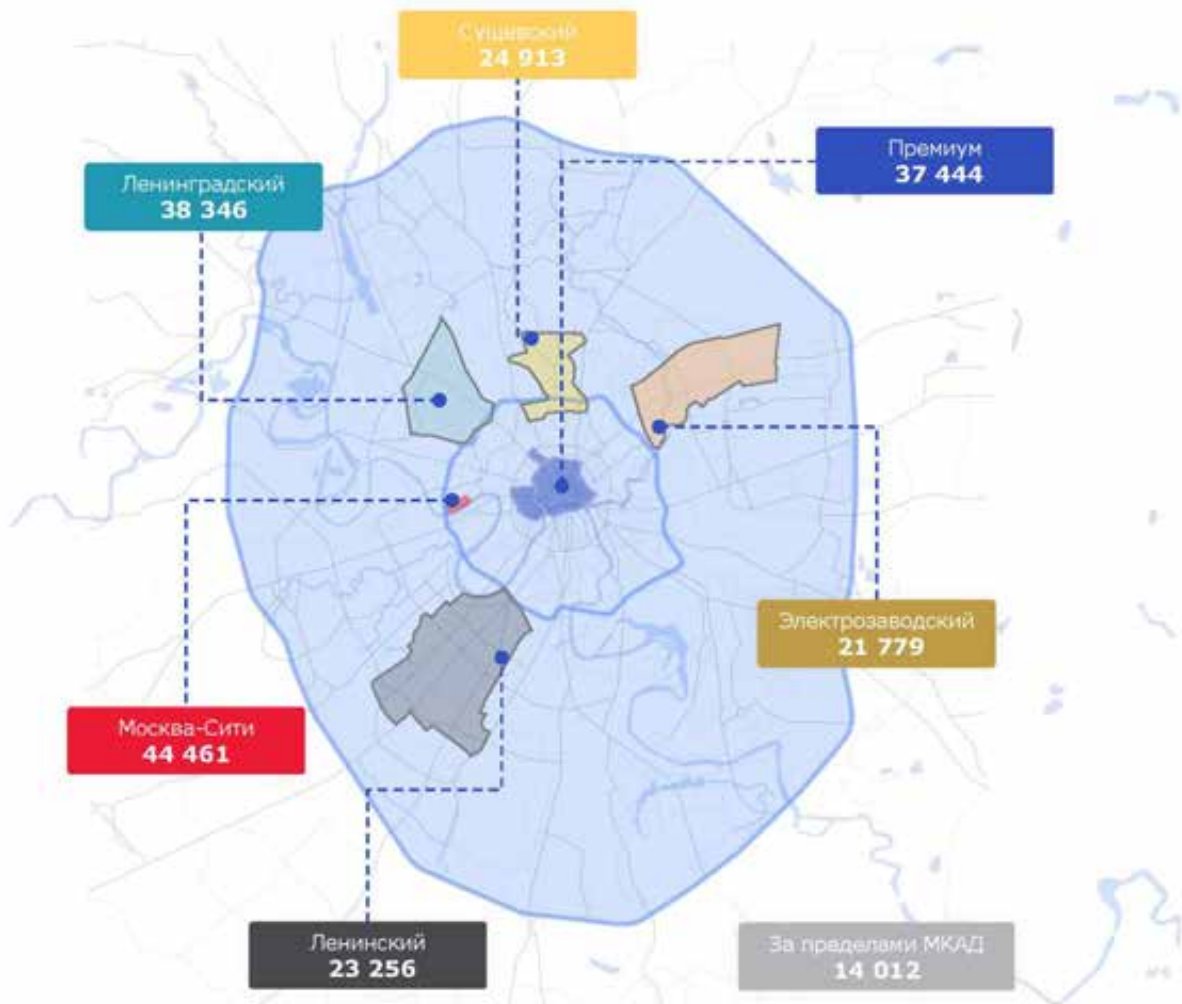 Сущевский
24 913
Премиум
37 444
Ленинградский
38 346
Электрозаводский
21 779
Москва-Сити
44 461
Ленинский
23 256
За пределами МКАД
14 012